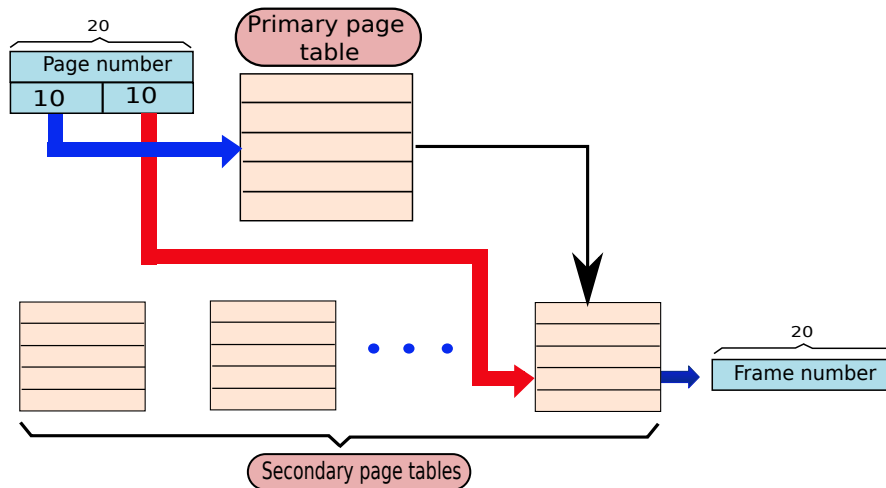 20
Page number
10 10
Primary page
table
20
Frame number
Secondary page tables